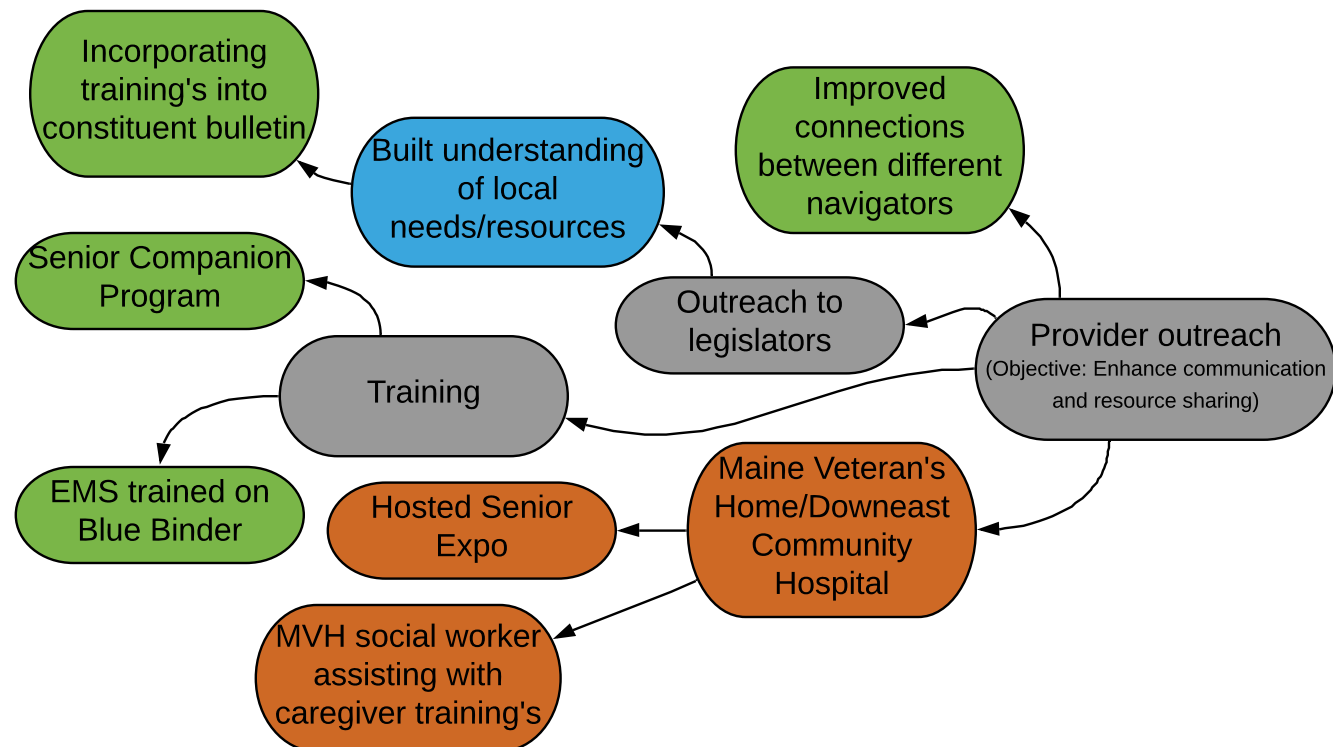 Incorporating
training's into
constituent bulletin
Built understanding
of local
needs/resources
Improved
connections
between different
navigators
Senior Companion
Program
Outreach to
legislators
Provider outreach
(Objective: Enhance communication
and resource sharing)
Training
EMS trained on
Blue Binder
Hosted Senior
Expo
Maine Veteran's
Home/Downeast
Community
Hospital
MVH social worker
assisting with
caregiver training's